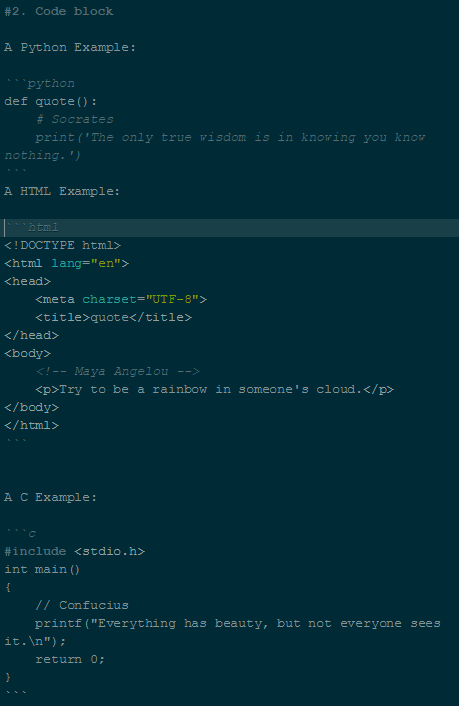 #2. Code block
A Python Example:
```python
def quote():
    # Socrates
    print('The only true wisdom is in knowing you know
nothing.')
```
A HTML Example:
```html
<!DOCTYPE html>
<html lang="en">
<head>
    <meta charset="UTF-8">
    <title>quote</title>
</head>
<body>
    <!-- Maya Angelou -->
    <p>Try to be a rainbow in someone's cloud.</p>
</body>
</html>
```
A C Example:
```c
#include <stdio.h>
int main()
{
    // Confucius
    printf("Everything has beauty, but not everyone sees
it.\n");
    return 0;
}
```